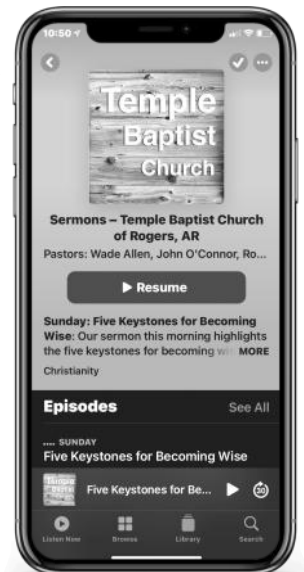 10:50
Temple
Baptist
Church
Sermons – Temple Baptist Church
of Rogers, AR
Pastors: Wade Allen, John O'Connor, Ro...
Resume
Sunday: Five Keystones for Becoming
Wise: Our sermon this morning highlights
the five keystones for becoming MORE
Christianity
Episodes See All
.... SUNDAY
Five Keystones for Becoming Wise
Temple
Baptist
Five Keystones for Be... 30
Listen Now Browse Library Search